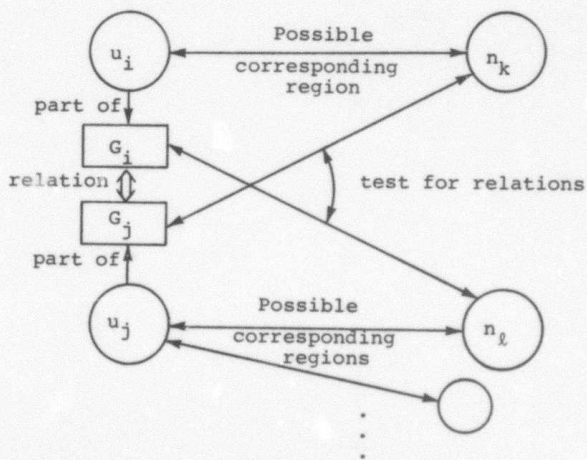 u_i
Possible
n_k
corresponding
region
part of
G_i
relation
test for relations
G_j
part of
Possible
u_j
n_ℓ
corresponding
regions